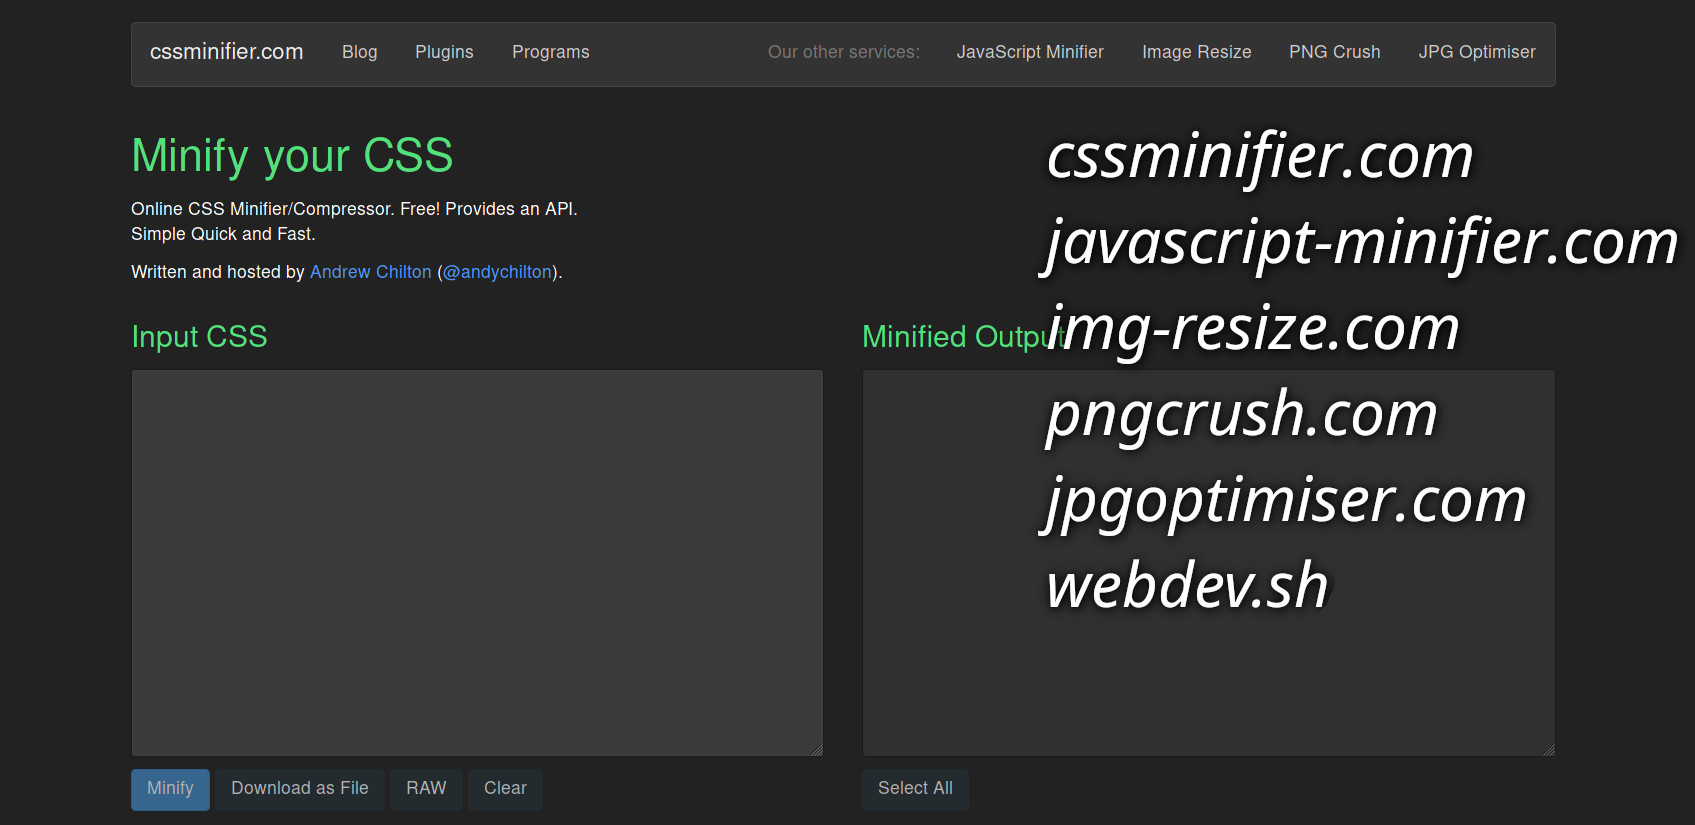 cssminifier.com Blog Plugins Programs Our other services: JavaScript Minifier Image Resize PNG Crush JPG Optimiser
Minify your CSS
Online CSS Minifier/Compressor. Free! Provides an API.
Simple Quick and Fast.
Written and hosted by Andrew Chilton (@andychilton).
Input CSS
Minify Download as File RAW Clear
Minified Output
Select All
cssminifier.com
javascript-minifier.com
img-resize.com
pngcrush.com
jpgoptimiser.com
webdev.sh